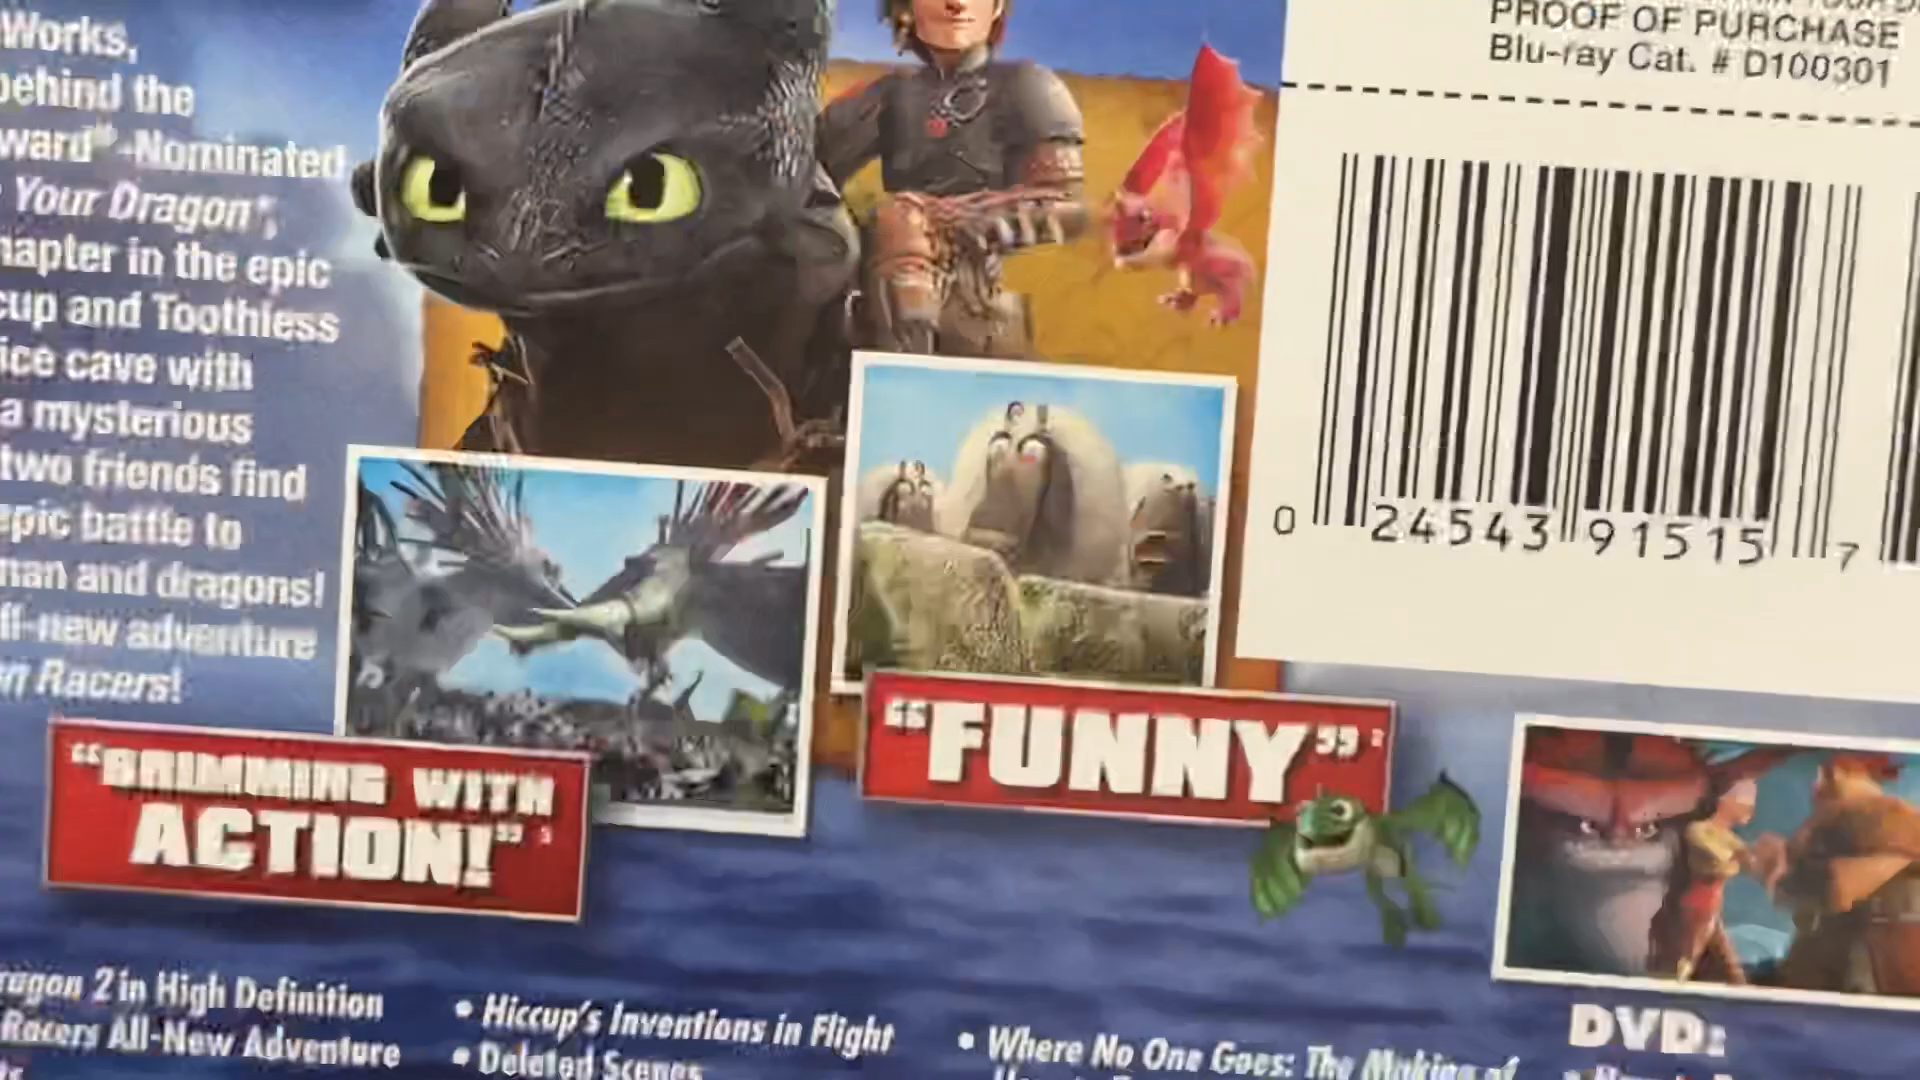 Works,
behind the
ward®-Nominated
Your Dragon",
hapter in the epic
cup and Toothless
ice cave with
a mysterious
two friends find
epic battle to
man and dragons!
ll-new adventure
on Racers!
PROOF OF PURCHASE
Blu-ray Cat. # D100301
0 24543 91515 7
"BRIMMING WITH
ACTION!" 3
"FUNNY" 2
ragon 2 in High Definition
Racers All-New Adventure
• Hiccup's Inventions in Flight
• Deleted Scenes
• Where No One Goes: The Making of
DVD: